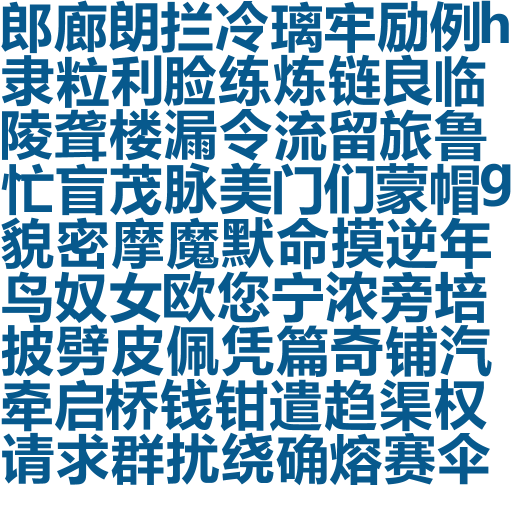 郎廊朗拦冷璃牢励例h
隶粒利脸练炼链良临
陵聋楼漏令流留旅鲁
忙盲茂脉美门们蒙帽g
貌密摩魔默命摸逆年
鸟奴女欧您宁浓旁培
披劈皮佩凭篇奇铺汽
牵启桥钱钳遣趋渠权
请求群扰绕确熔赛伞